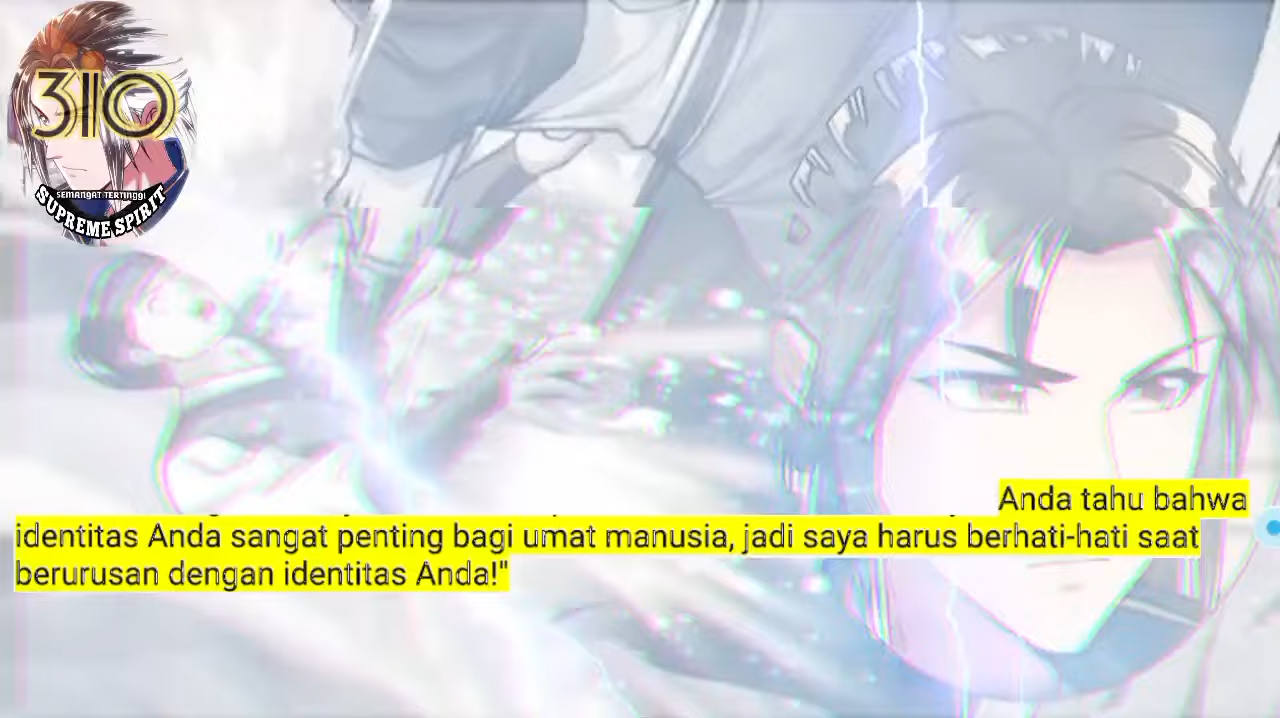 310
SEMANGAT TERTINGGI
SUPREME SPIRIT
Anda tahu bahwa
identitas Anda sangat penting bagi umat manusia, jadi saya harus berhati-hati saat
berurusan dengan identitas Anda!"